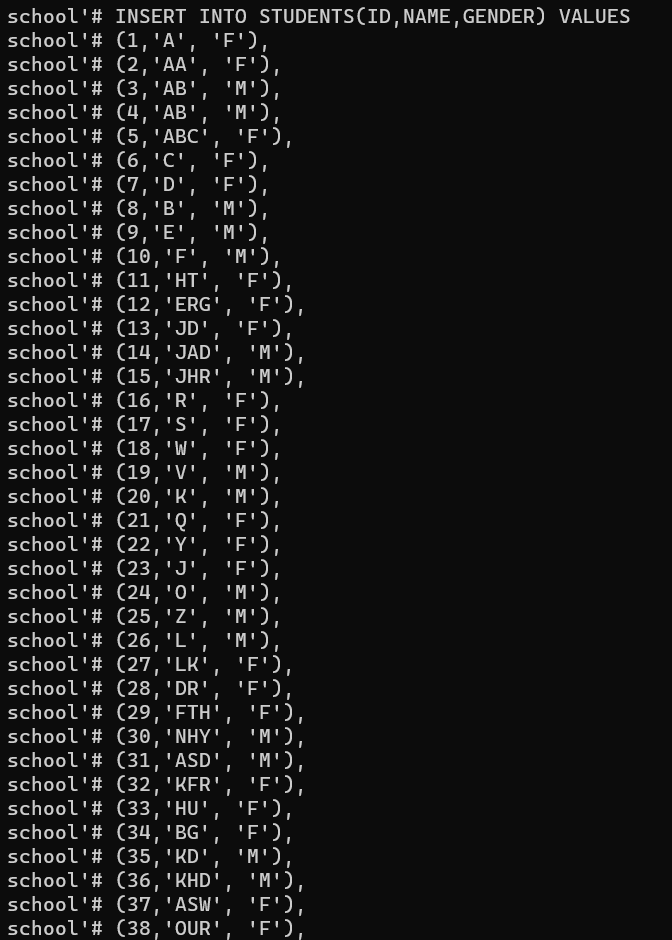 school'# INSERT INTO STUDENTS(ID,NAME,GENDER) VALUES
school'# (1,'A', 'F'),
school'# (2,'AA', 'F'),
school'# (3,'AB', 'M'),
school'# (4,'AB', 'M'),
school'# (5,'ABC', 'F'),
school'# (6,'C', 'F'),
school'# (7,'D', 'F'),
school'# (8,'B', 'M'),
school'# (9,'E', 'M'),
school'# (10,'F', 'M'),
school'# (11,'HT', 'F'),
school'# (12,'ERG', 'F'),
school'# (13,'JD', 'F'),
school'# (14,'JAD', 'M'),
school'# (15,'JHR', 'M'),
school'# (16,'R', 'F'),
school'# (17,'S', 'F'),
school'# (18,'W', 'F'),
school'# (19,'V', 'M'),
school'# (20,'K', 'M'),
school'# (21,'Q', 'F'),
school'# (22,'Y', 'F'),
school'# (23,'J', 'F'),
school'# (24,'O', 'M'),
school'# (25,'Z', 'M'),
school'# (26,'L', 'M'),
school'# (27,'LK', 'F'),
school'# (28,'DR', 'F'),
school'# (29,'FTH', 'F'),
school'# (30,'NHY', 'M'),
school'# (31,'ASD', 'M'),
school'# (32,'KFR', 'F'),
school'# (33,'HU', 'F'),
school'# (34,'BG', 'F'),
school'# (35,'KD', 'M'),
school'# (36,'KHD', 'M'),
school'# (37,'ASW', 'F'),
school'# (38,'OUR', 'F'),